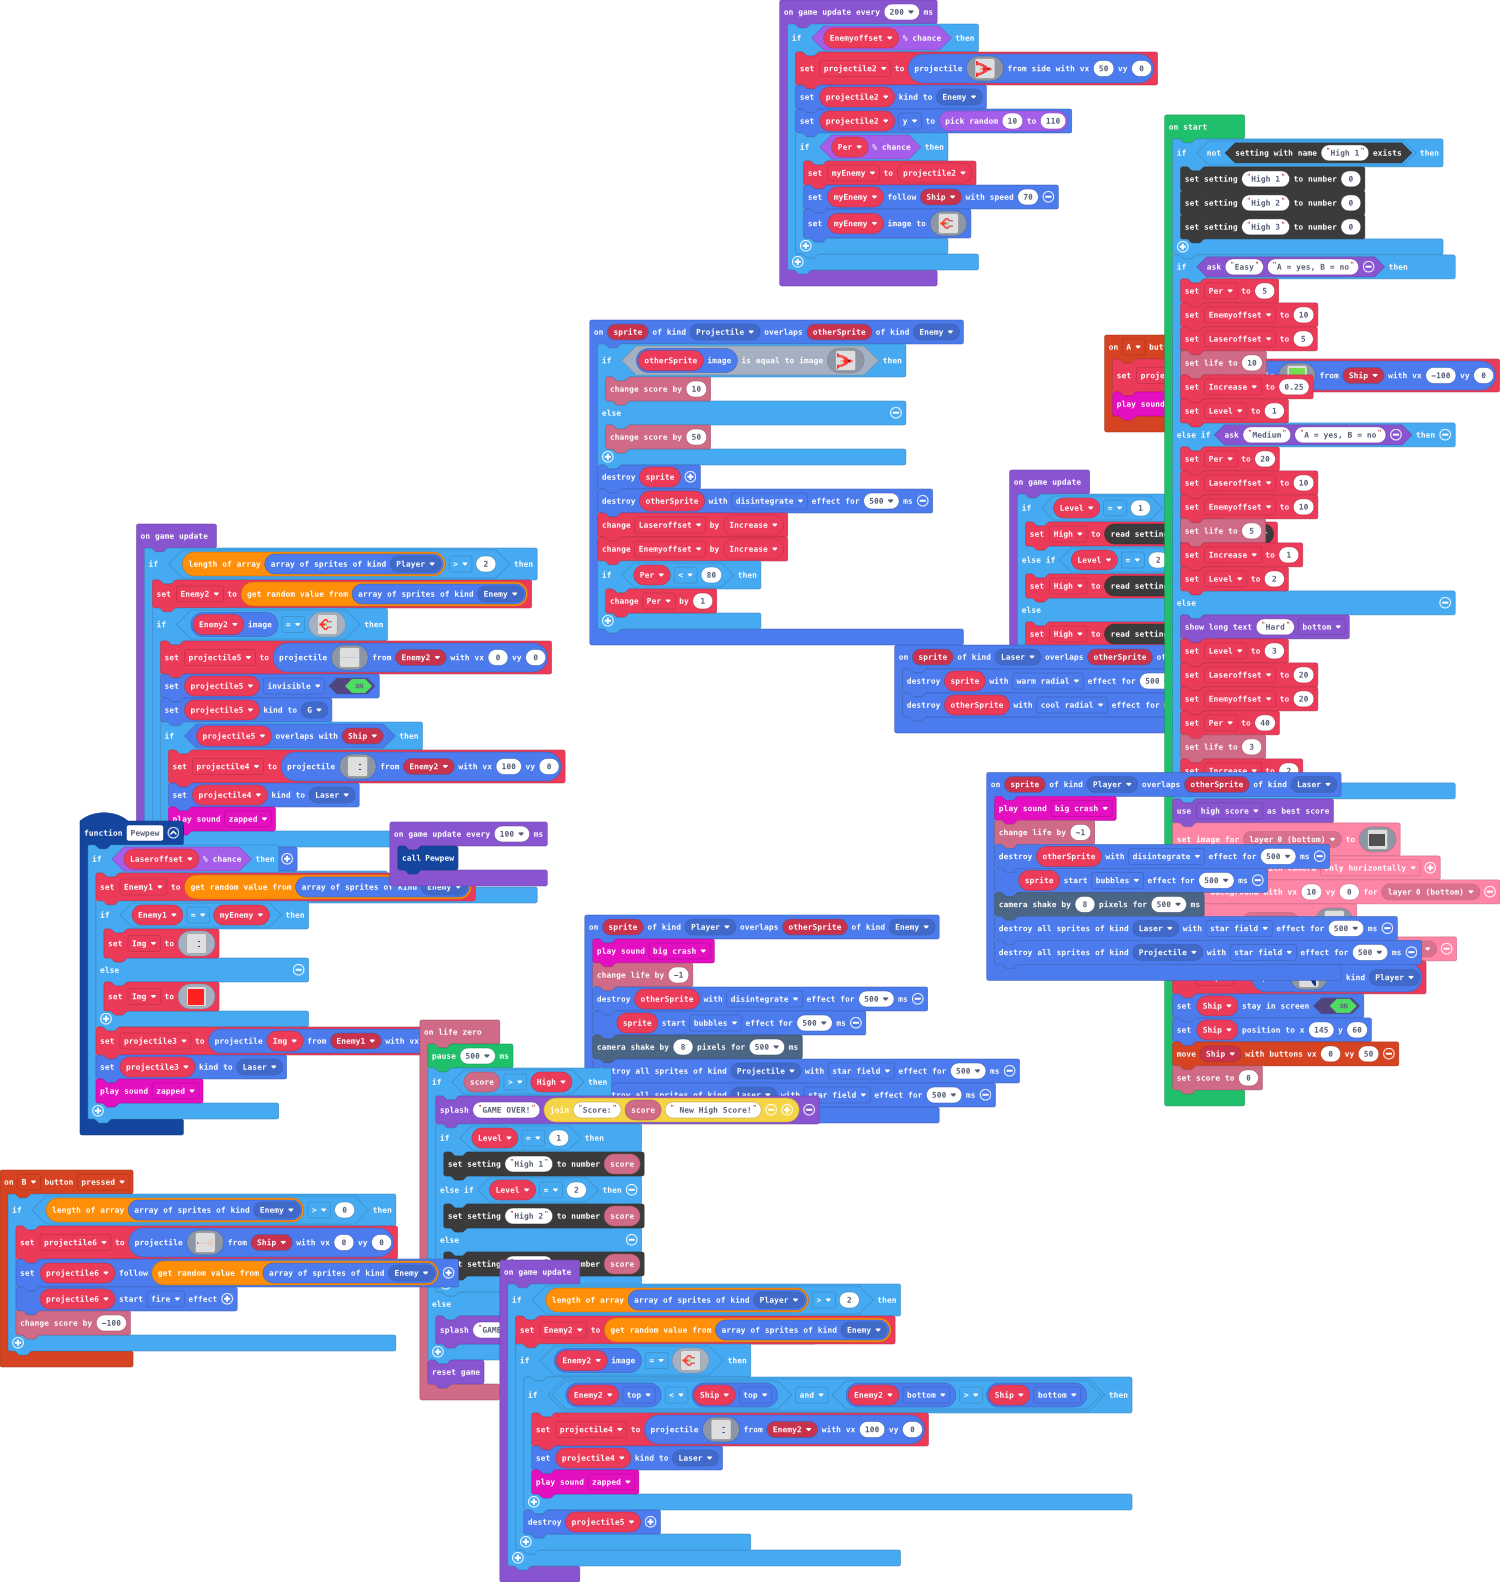 on game update every 200 ms
if Enemyoffset % chance then
set projectile2 to projectile from side with vx 50 vy 0
set projectile2 kind to Enemy
set projectile2 y to pick random 10 to 110
if Per % chance then
set myEnemy to projectile2
set myEnemy follow Ship with speed 70
set myEnemy image to
on start
if not setting with name "High 1" exists then
set setting "High 1" to number 0
set setting "High 2" to number 0
set setting "High 3" to number 0
if ask "Easy" "A = yes, B = no" then
set Per to 5
set Enemyoffset to 10
set Laseroffset to 5
set life to 10
set Increase to 0.25
set Level to 1
else if ask "Medium" "A = yes, B = no" then
set Per to 20
set Laseroffset to 10
set Enemyoffset to 10
set life to 5
set Increase to 1
set Level to 2
else
show long text "Hard" bottom
set Level to 3
set Laseroffset to 20
set Enemyoffset to 20
set Per to 40
set life to 3
set Increase to 2
use high score as best score
set image for layer 0 (bottom) to
camera only horizontally
background with vx 10 vy 0 for layer 0 (bottom)
kind Player
set Ship stay in screen ON
set Ship position to x 145 y 60
move Ship with buttons vx 0 vy 50
set score to 0
on A but
set proje
from Ship with vx -100 vy 0
play sound
on sprite of kind Projectile overlaps otherSprite of kind Enemy
if otherSprite image is equal to image then
change score by 10
else
change score by 50
destroy sprite
destroy otherSprite with disintegrate effect for 500 ms
change Laseroffset by Increase
change Enemyoffset by Increase
if Per < 80 then
change Per by 1
on game update
if Level = 1
set High to read settin
else if Level = 2
set High to read settin
else
set High to read settin
on sprite of kind Laser overlaps otherSprite of
destroy sprite with warm radial effect for 500
destroy otherSprite with cool radial effect for
on sprite of kind Player overlaps otherSprite of kind Laser
play sound big crash
change life by -1
destroy otherSprite with disintegrate effect for 500 ms
sprite start bubbles effect for 500 ms
camera shake by 8 pixels for 500 ms
destroy all sprites of kind Laser with star field effect for 500 ms
destroy all sprites of kind Projectile with star field effect for 500 ms
on game update
if length of array array of sprites of kind Player > 2 then
set Enemy2 to get random value from array of sprites of kind Enemy
if Enemy2 image = then
set projectile5 to projectile from Enemy2 with vx 0 vy 0
set projectile5 invisible ON
set projectile5 kind to G
if projectile5 overlaps with Ship then
set projectile4 to projectile from Enemy2 with vx 100 vy 0
set projectile4 kind to Laser
play sound zapped
function Pewpew
if Laseroffset % chance then
set Enemy1 to get random value from array of sprites of kind Enemy
if Enemy1 = myEnemy then
set Img to
else
set Img to
set projectile3 to projectile Img from Enemy1 with vx
set projectile3 kind to Laser
play sound zapped
on game update every 100 ms
call Pewpew
on sprite of kind Player overlaps otherSprite of kind Enemy
play sound big crash
change life by -1
destroy otherSprite with disintegrate effect for 500 ms
sprite start bubbles effect for 500 ms
camera shake by 8 pixels for 500 ms
troy all sprites of kind Projectile with star field effect for 500 ms
troy all sprites of kind Laser with star field effect for 500 ms
on life zero
pause 500 ms
if score > High then
splash "GAME OVER!" join "Score:" score " New High Score!"
if Level = 1 then
set setting "High 1" to number score
else if Level = 2 then
set setting "High 2" to number score
else
t setting number score
else
splash "GAME
reset game
on B button pressed
if length of array array of sprites of kind Enemy > 0 then
set projectile6 to projectile from Ship with vx 0 vy 0
set projectile6 follow get random value from array of sprites of kind Enemy
projectile6 start fire effect
change score by -100
on game update
if length of array array of sprites of kind Player > 2 then
set Enemy2 to get random value from array of sprites of kind Enemy
if Enemy2 image = then
if Enemy2 top < Ship top and Enemy2 bottom > Ship bottom then
set projectile4 to projectile from Enemy2 with vx 100 vy 0
set projectile4 kind to Laser
play sound zapped
destroy projectile5